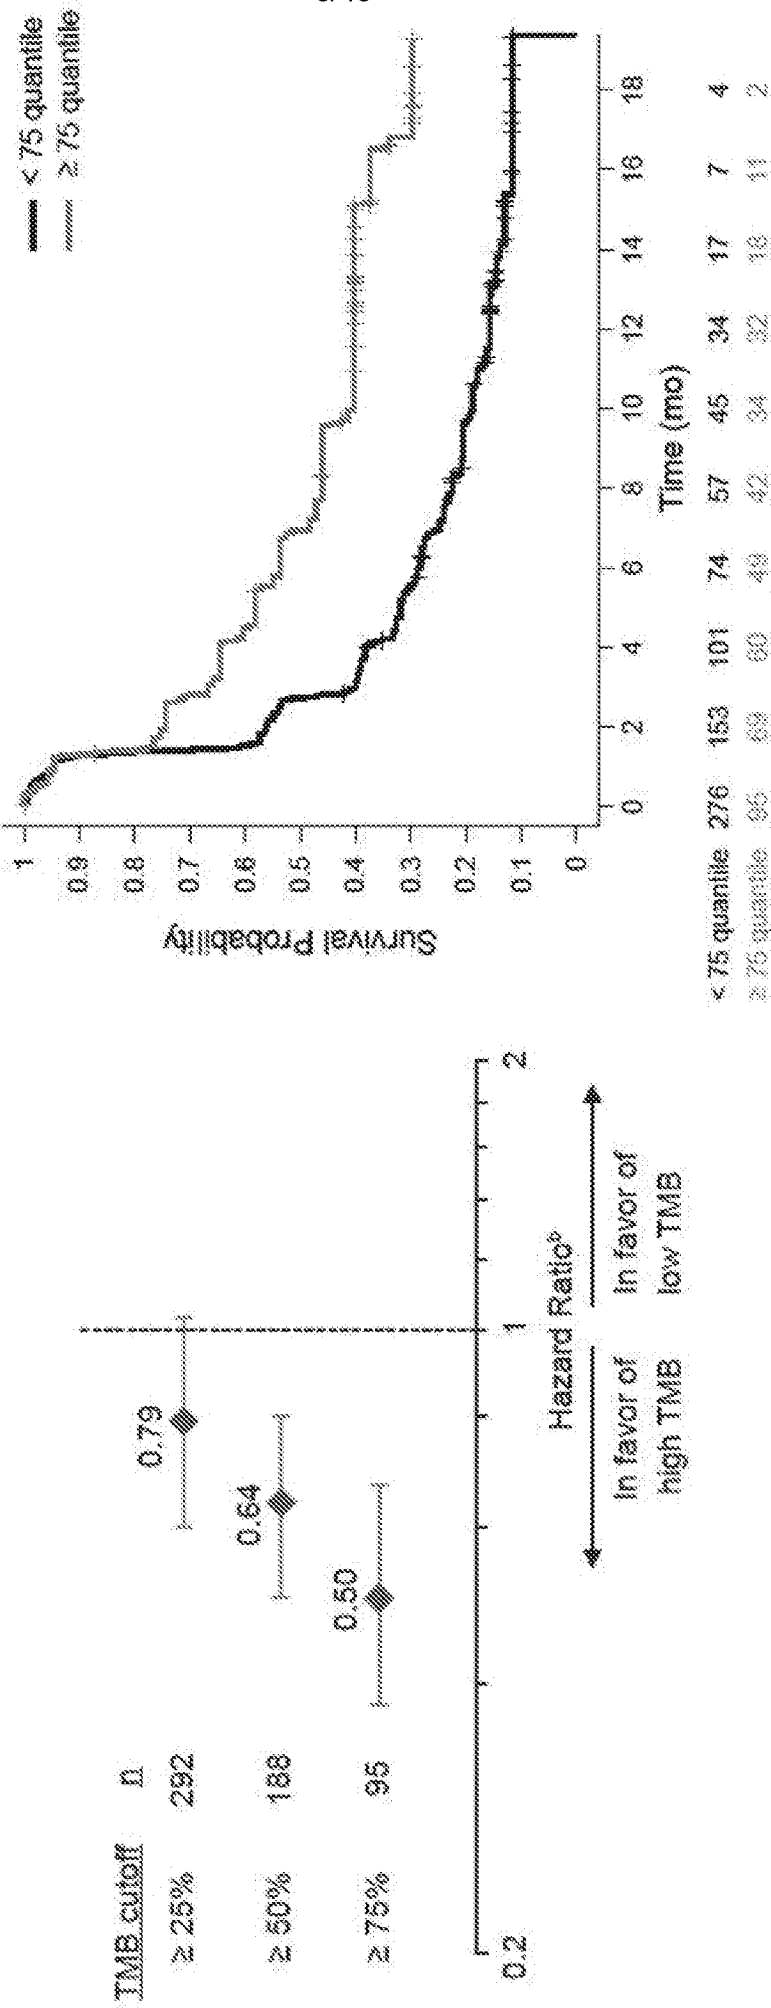 TMB cutoff n
≥ 25% 292
≥ 50% 188
≥ 75% 95
0.79
0.64
0.50
0.2 1 2
Hazard Ratioᵇ
In favor of
high TMB
In favor of
low TMB
< 75 quantile
≥ 75 quantile
Survival Probability
1
0.9
0.8
0.7
0.6
0.5
0.4
0.3
0.2
0.1
0
0 2 4 6 8 10 12 14 16 18
Time (mo)
< 75 quantile 276 153 101 74 57 45 34 17 7 4
≥ 75 quantile 95 69 60 49 42 34 32 18 11 2